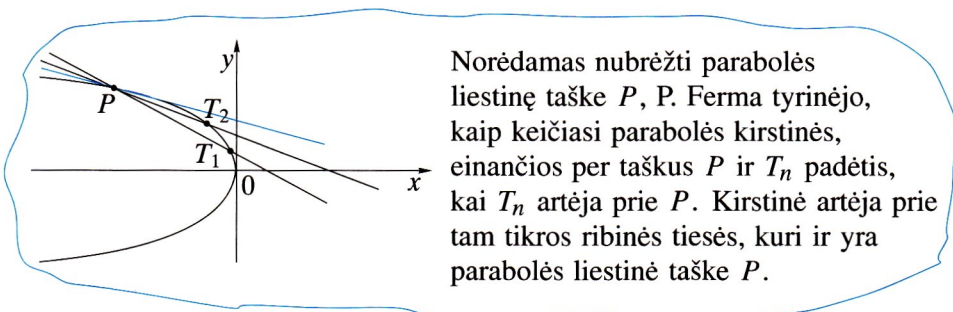 y
P
T₂
T₁
0
x
Norėdamas nubrėžti parabolės
liestinę taške P, P. Ferma tyrinėjo,
kaip keičiasi parabolės kirstinės,
einančios per taškus P ir Tₙ padėtis,
kai Tₙ artėja prie P. Kirstinė artėja prie
tam tikros ribinės tiesės, kuri ir yra
parabolės liestinė taške P.